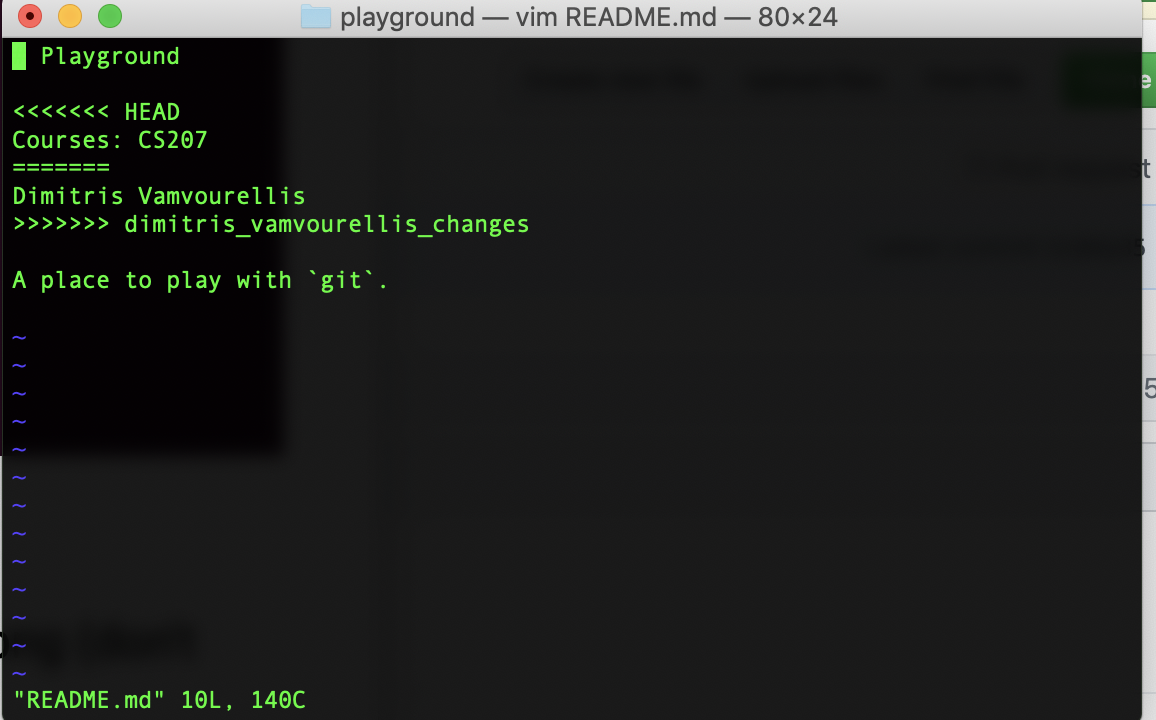 playground — vim README.md — 80×24
Playground
<<<<<<< HEAD
Courses: CS207
=======
Dimitris Vamvourellis
>>>>>>> dimitris_vamvourellis_changes
A place to play with `git`.
~
~
~
~
~
~
~
~
~
~
~
~
~
"README.md" 10L, 140C